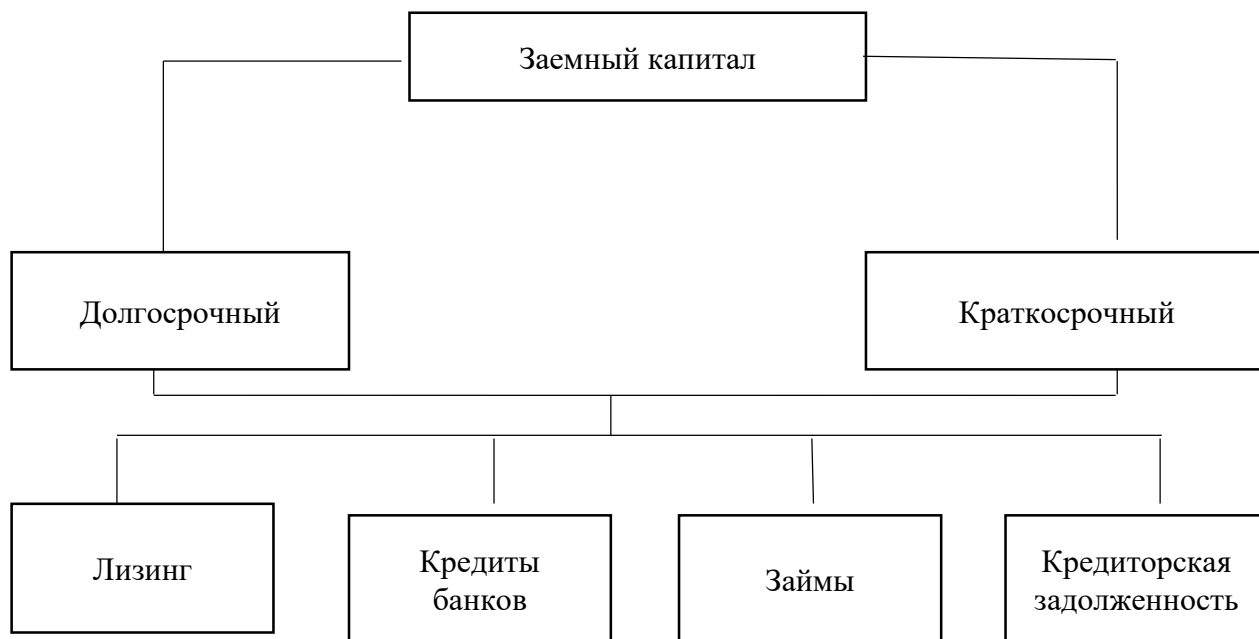 Заемный капитал
Долгосрочный
Краткосрочный
Лизинг
Кредиты
банков
Займы
Кредиторская
задолженность